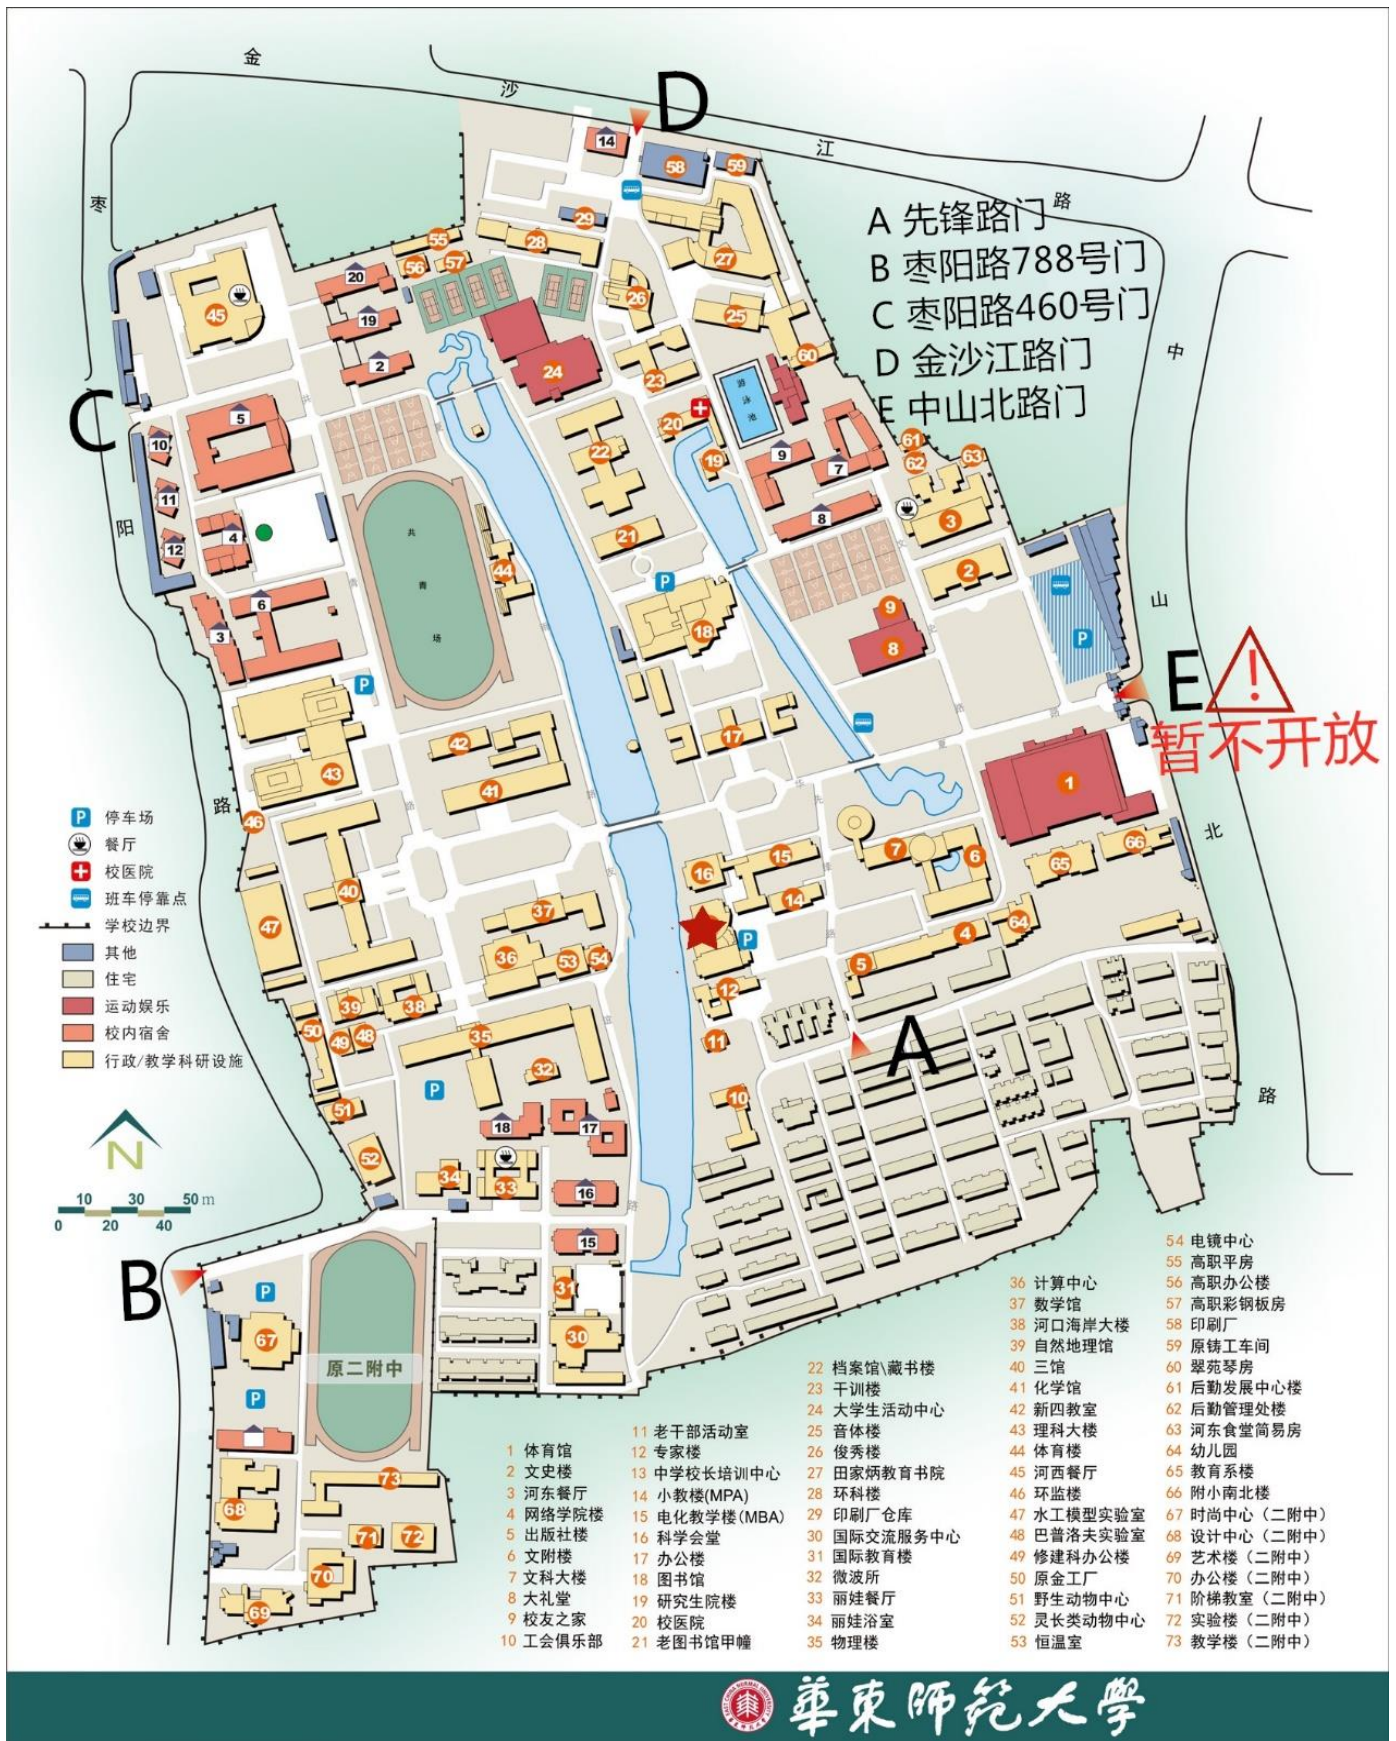 金
沙
江
路
D
枣
阳
路
A 先锋路门
B 枣阳路788号门
C 枣阳路460号门
D 金沙江路门
E 中山北路门
中
山
北
路
C
E
暂不开放
A
B
游泳池
共
青
场
P 停车场
餐厅
校医院
班车停靠点
学校边界
其他
住宅
运动娱乐
校内宿舍
行政/教学科研设施
N
10 30 50 m
0 20 40
原二附中
1 体育馆
2 文史楼
3 河东餐厅
4 网络学院楼
5 出版社楼
6 文附楼
7 文科大楼
8 大礼堂
9 校友之家
10 工会俱乐部
11 老干部活动室
12 专家楼
13 中学校长培训中心
14 小教楼(MPA)
15 电化教学楼(MBA)
16 科学会堂
17 办公楼
18 图书馆
19 研究生院楼
20 校医院
21 老图书馆甲幢
22 档案馆\藏书楼
23 干训楼
24 大学生活动中心
25 音体楼
26 俊秀楼
27 田家炳教育书院
28 环科楼
29 印刷厂仓库
30 国际交流服务中心
31 国际教育楼
32 微波所
33 丽娃餐厅
34 丽娃浴室
35 物理楼
36 计算中心
37 数学馆
38 河口海岸大楼
39 自然地理馆
40 三馆
41 化学馆
42 新四教室
43 理科大楼
44 体育楼
45 河西餐厅
46 环监楼
47 水工模型实验室
48 巴普洛夫实验室
49 修建科办公楼
50 原金工厂
51 野生动物中心
52 灵长类动物中心
53 恒温室
54 电镜中心
55 高职平房
56 高职办公楼
57 高职彩钢板房
58 印刷厂
59 原铸工车间
60 翠苑琴房
61 后勤发展中心楼
62 后勤管理处楼
63 河东食堂简易房
64 幼儿园
65 教育系楼
66 附小南北楼
67 时尚中心（二附中）
68 设计中心（二附中）
69 艺术楼（二附中）
70 办公楼（二附中）
71 阶梯教室（二附中）
72 实验楼（二附中）
73 教学楼（二附中）
華東師範大學